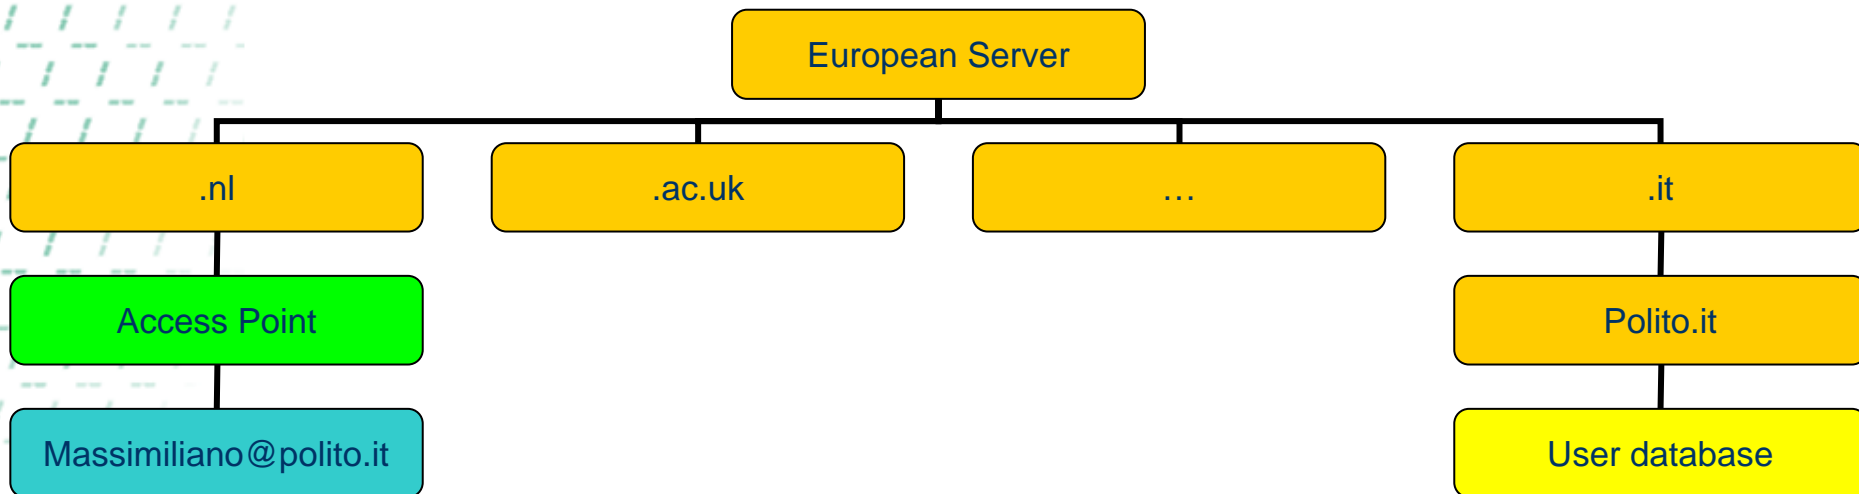 European Server
.nl
.ac.uk
…
.it
Access Point
Polito.it
Massimiliano@polito.it
User database